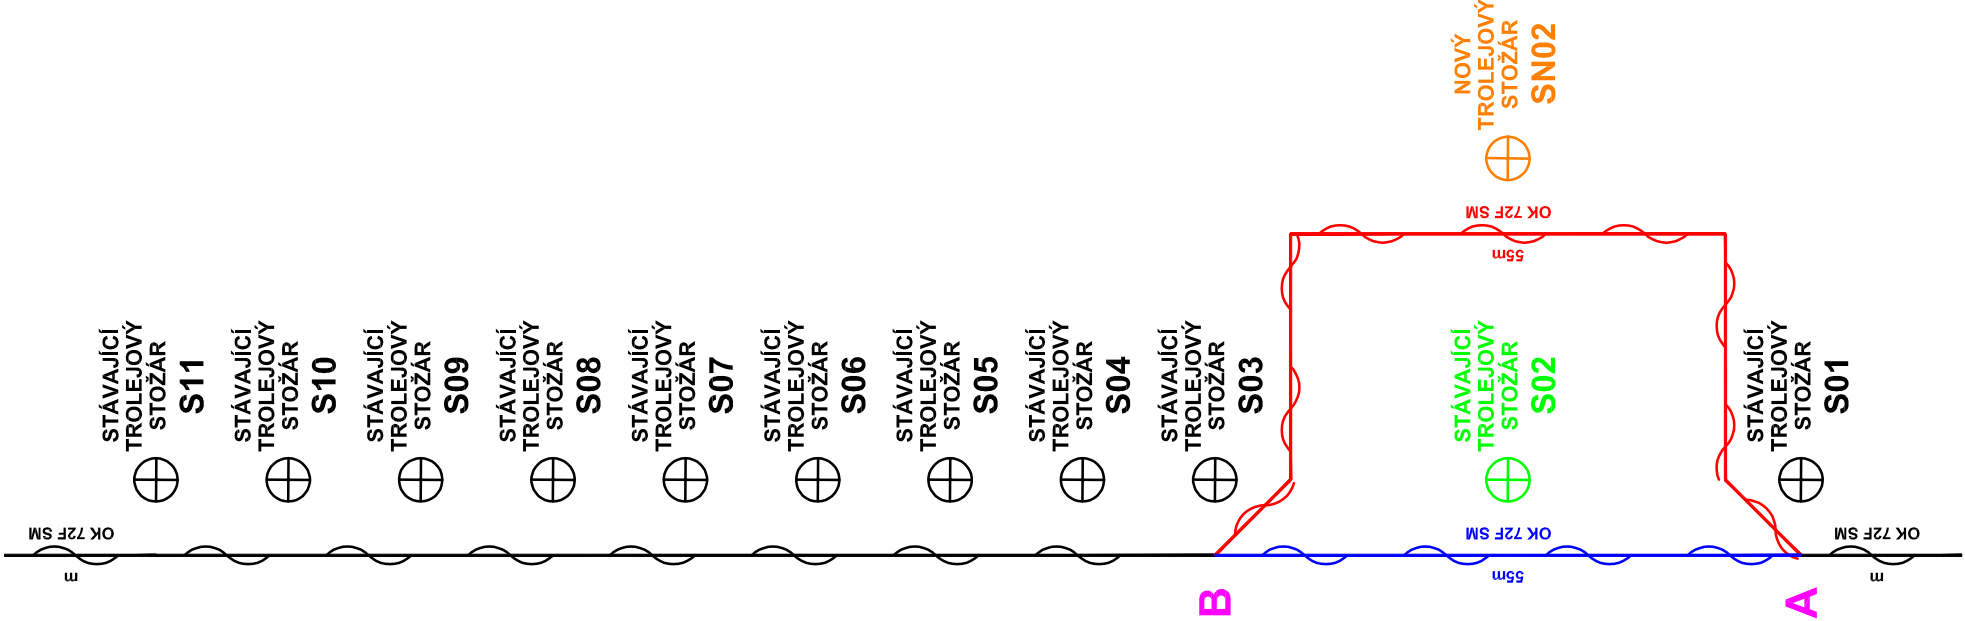 NOVÝ
TROLEJOVÝ
STOŽÁR
SN02
OK 72F SM
55m
STÁVAJÍCÍ
TROLEJOVÝ
STOŽÁR
S11
STÁVAJÍCÍ
TROLEJOVÝ
STOŽÁR
S10
STÁVAJÍCÍ
TROLEJOVÝ
STOŽÁR
S09
STÁVAJÍCÍ
TROLEJOVÝ
STOŽÁR
S08
STÁVAJÍCÍ
TROLEJOVÝ
STOŽÁR
S07
STÁVAJÍCÍ
TROLEJOVÝ
STOŽÁR
S06
STÁVAJÍCÍ
TROLEJOVÝ
STOŽÁR
S05
STÁVAJÍCÍ
TROLEJOVÝ
STOŽÁR
S04
STÁVAJÍCÍ
TROLEJOVÝ
STOŽÁR
S03
STÁVAJÍCÍ
TROLEJOVÝ
STOŽÁR
S02
STÁVAJÍCÍ
TROLEJOVÝ
STOŽÁR
S01
OK 72F SM
m
OK 72F SM
55m
OK 72F SM
m
B
A